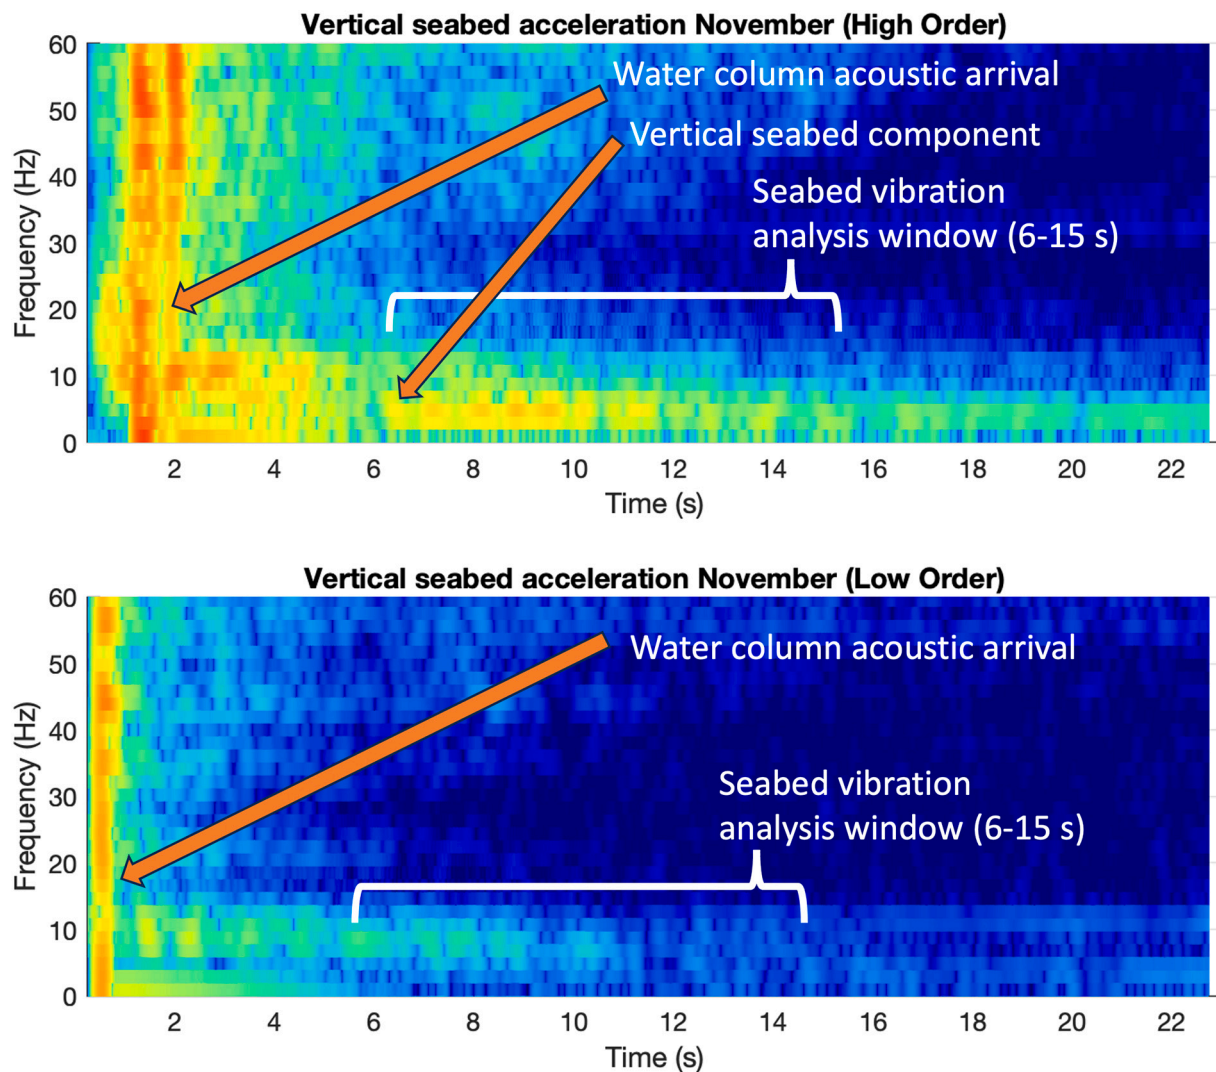 Vertical seabed acceleration November (High Order)
Water column acoustic arrival
Vertical seabed component
Seabed vibration
analysis window (6-15 s)
Frequency (Hz)
60
50
40
30
20
10
0
2 4 6 8 10 12 14 16 18 20 22
Time (s)
Vertical seabed acceleration November (Low Order)
Water column acoustic arrival
Seabed vibration
analysis window (6-15 s)
Frequency (Hz)
60
50
40
30
20
10
0
2 4 6 8 10 12 14 16 18 20 22
Time (s)